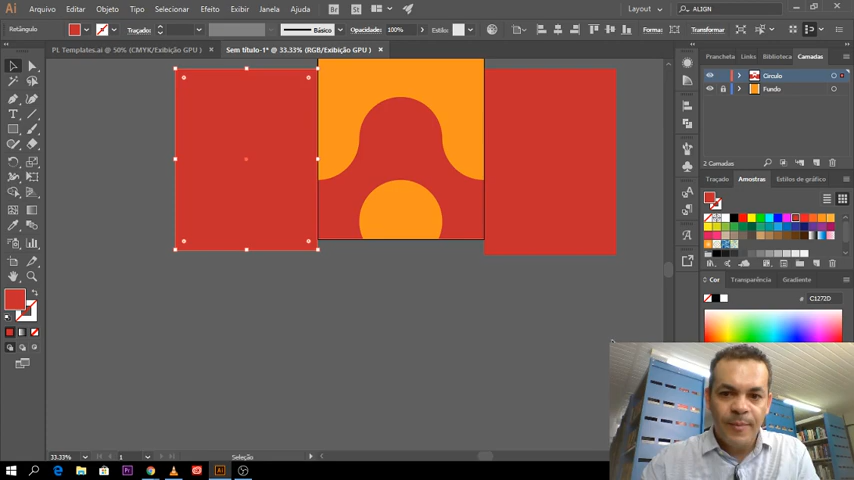 Ai Arquivo Editar Objeto Tipo Selecionar Efeito Exibir Janela Ajuda Layout ALIGN
Retângulo Traçado: Básico Opacidade: 100% Estilo: Forma: Transformar
PL Templates.ai @ 50% (CMYK/Exibição GPU ) × Sem título-1* @ 33.33% (RGB/Exibição GPU ) ×
Prancheta Links Biblioteca Camadas
Círculo
Fundo
2 Camadas
Traçado Amostras Estilos de gráfico
Cor Transparência Gradiente
# C1272D
33.33% 1 Seleção